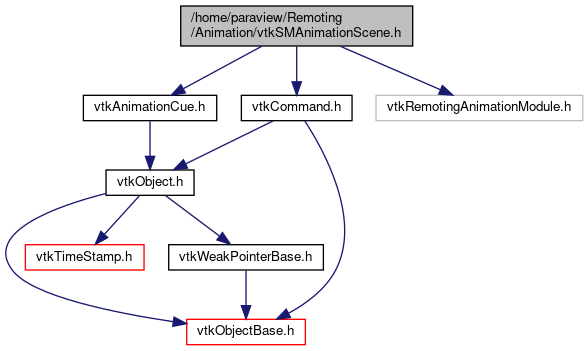 /home/paraview/Remoting
/Animation/vtkSMAnimationScene.h
vtkAnimationCue.h
vtkCommand.h
vtkRemotingAnimationModule.h
vtkObject.h
vtkTimeStamp.h
vtkWeakPointerBase.h
vtkObjectBase.h